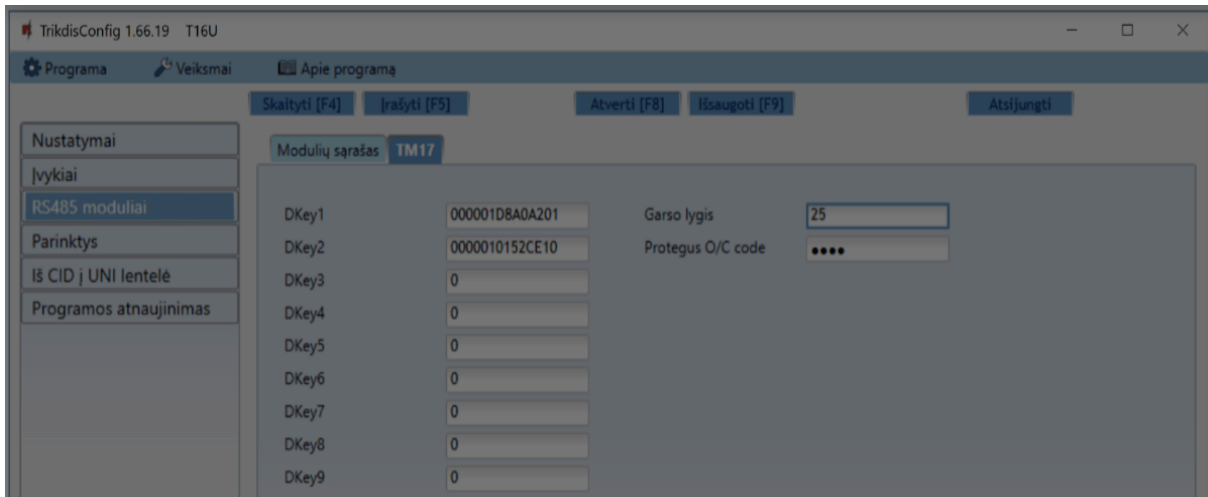 TrikdisConfig 1.66.19 T16U
Programa Veiksmai Apie programą
Skaityti [F4] Įrašyti [F5] Atverti [F8] Išsaugoti [F9] Atsijungti
Nustatymai
Įvykiai
RS485 moduliai
Parinktys
Iš CID į UNI lentelė
Programos atnaujinimas
Modulių sąrašas TM17
DKey1 000001D8A0A201 Garso lygis 25
DKey2 0000010152CE10 Protegus O/C code ●●●●
DKey3 0
DKey4 0
DKey5 0
DKey6 0
DKey7 0
DKey8 0
DKey9 0